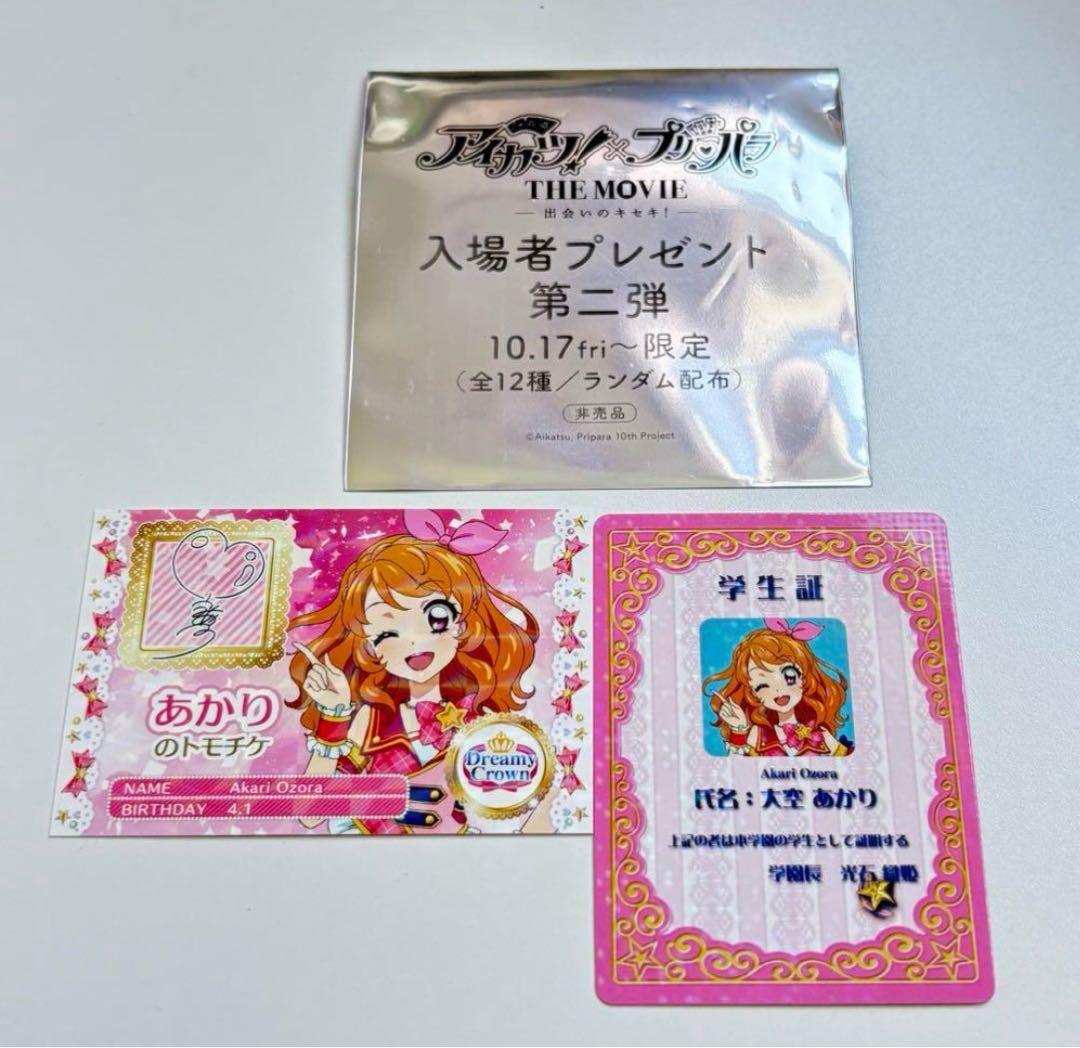 アイカツ!×プリパラ
THE MOVIE
― 出会いのキセキ! ―
入場者プレゼント
第二弾
10.17fri～限定
(全12種／ランダム配布)
非売品
©Aikatsu, Pripara 10th Project
あかり
のトモチケ
NAME Akari Ozora
BIRTHDAY 4.1
Dreamy
Crown
学生証
Akari Ozora
氏名：大空 あかり
上記の者は本学園の学生として証明する
学園長 光石 織姫